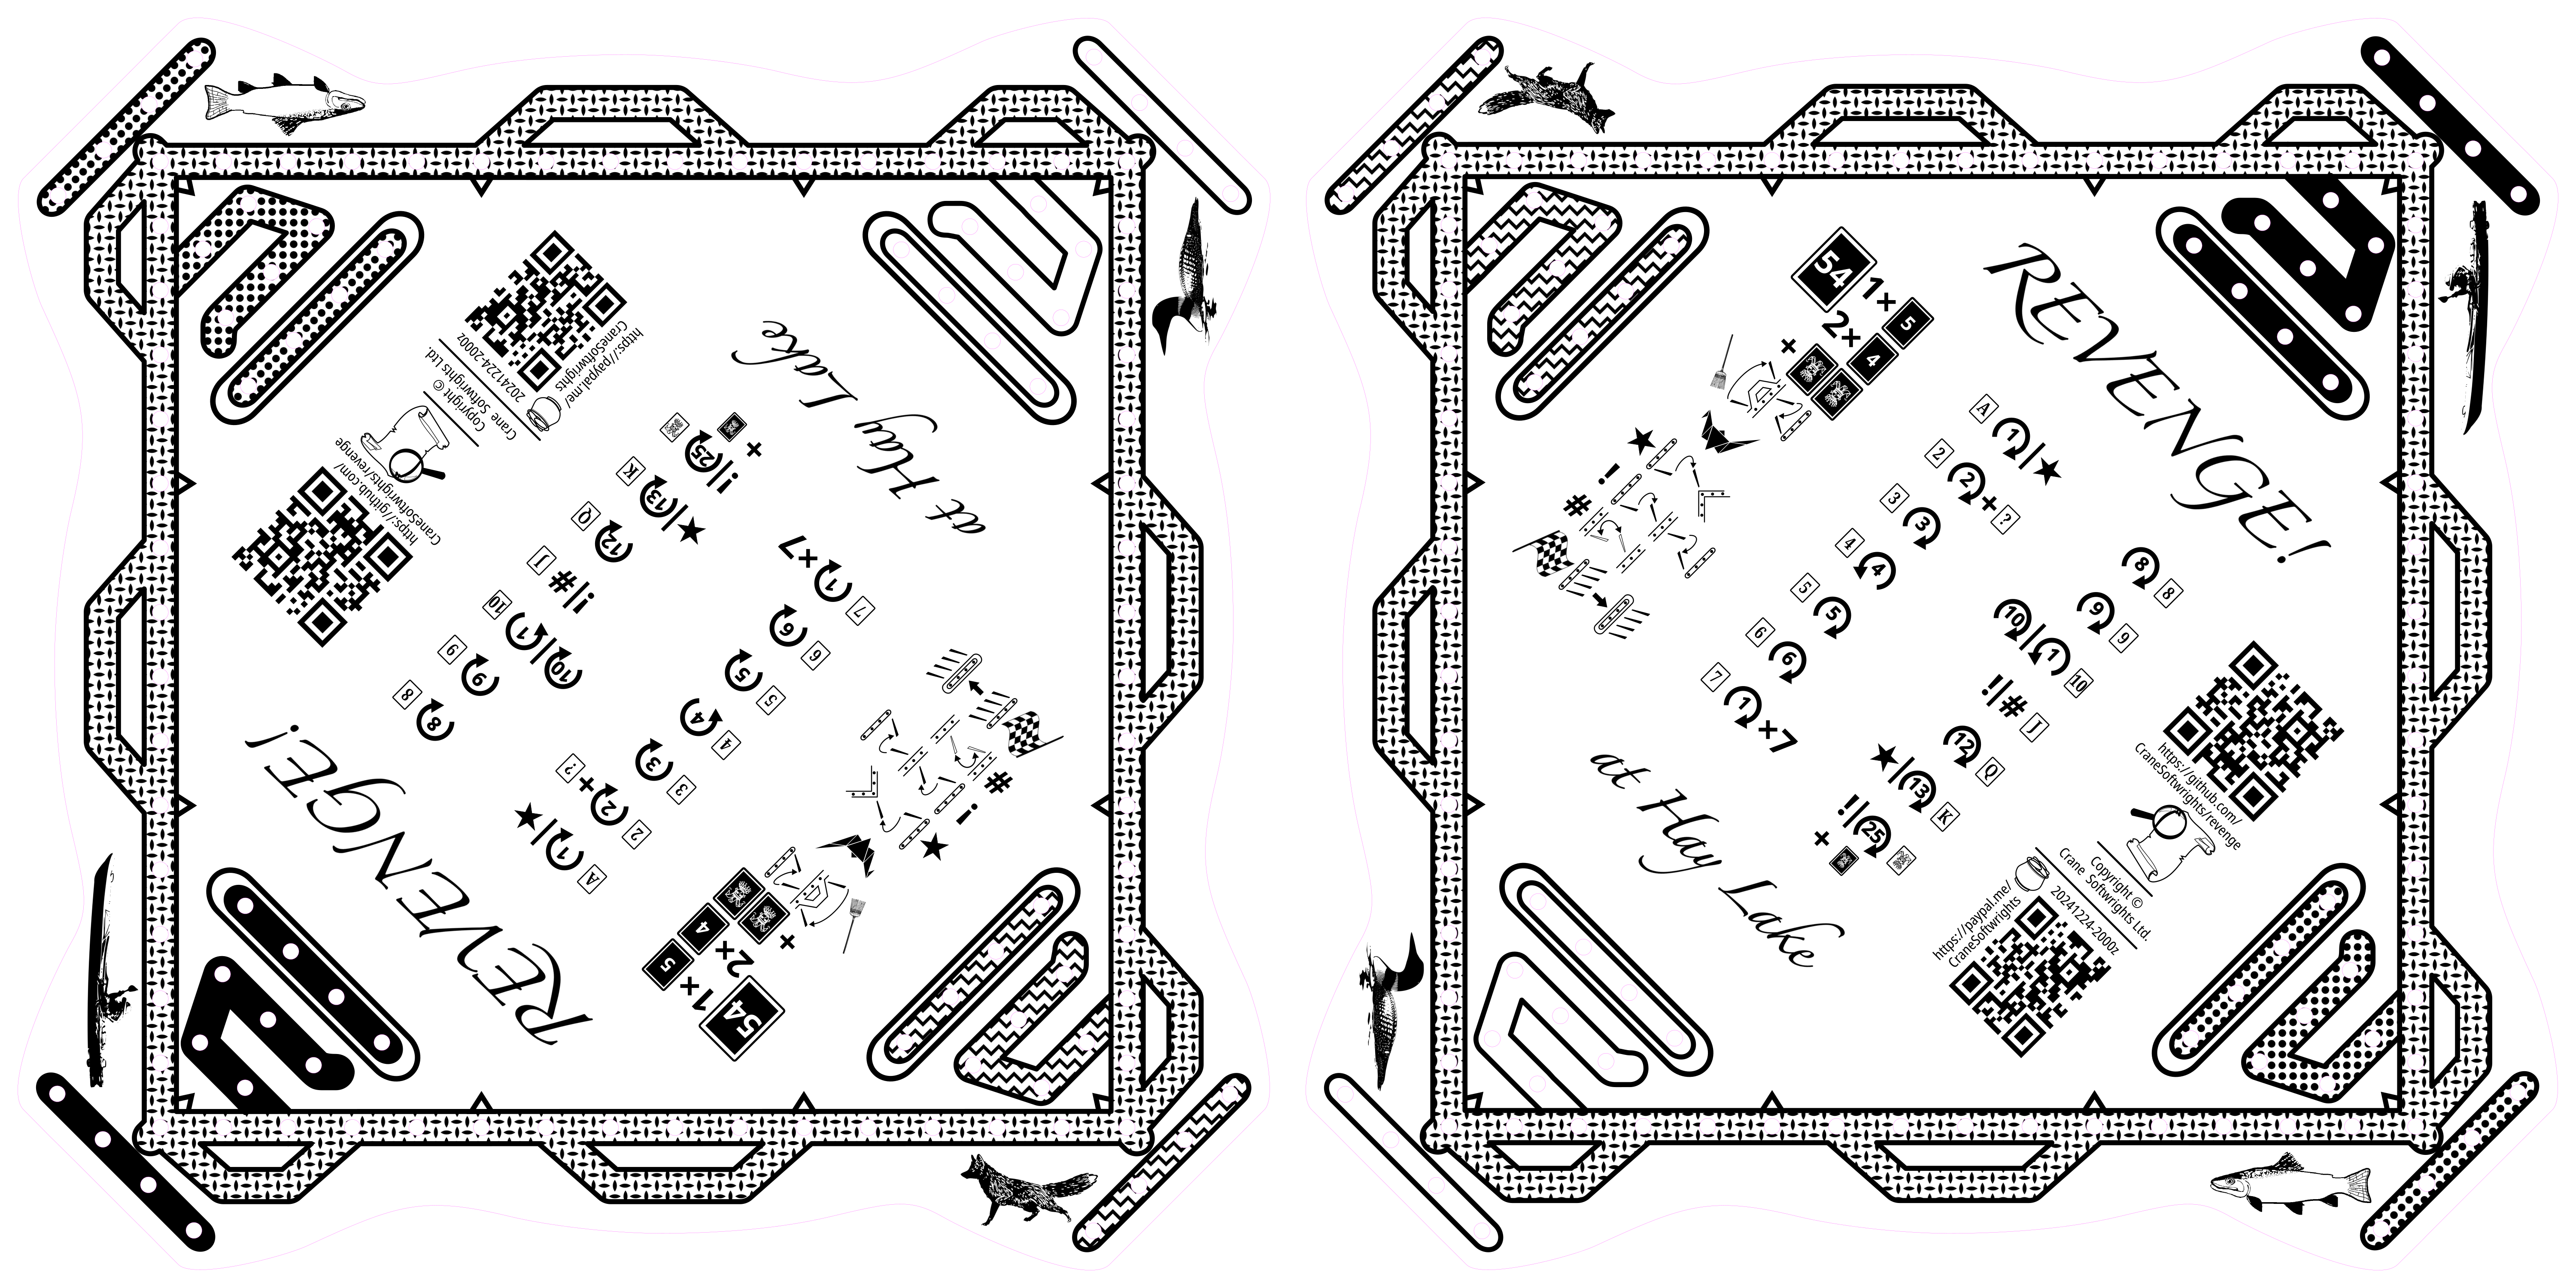 REVENGE!
at Hay Lake
54 1×5
2×4
+
# !
A 1|★
2 2+?
3 3
4 4
5 5
6 6
7 1×7
8 8
9 9
10|1 10
!|# J
12 Q
★|13 K
!!|25
+
https://github.com/
CraneSoftwrights/revenge
Copyright ©
Crane Softwrights Ltd.
20241224-2000z
https://paypal.me/
CraneSoftwrights
REVENGE!
at Hay Lake
54 1×5
2×4
+
# !
A 1|★
2 2+?
3 3
4 4
5 5
6 6
7 1×7
8 8
9 9
10|1 10
!|# J
12 Q
★|13 K
!!|25
+
https://github.com/
CraneSoftwrights/revenge
Copyright ©
Crane Softwrights Ltd.
20241224-2000z
https://paypal.me/
CraneSoftwrights